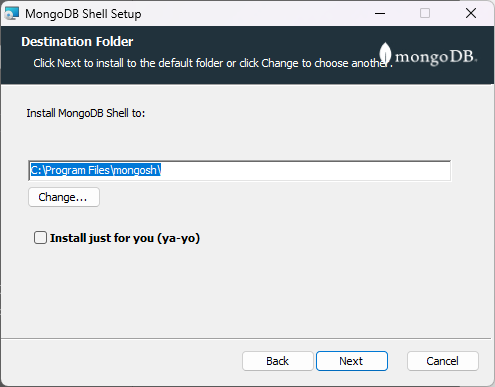 MongoDB Shell Setup
Destination Folder
Click Next to install to the default folder or click Change to choose another.
mongoDB®
Install MongoDB Shell to:
C:\Program Files\mongosh\
Change...
Install just for you (ya-yo)
Back
Next
Cancel